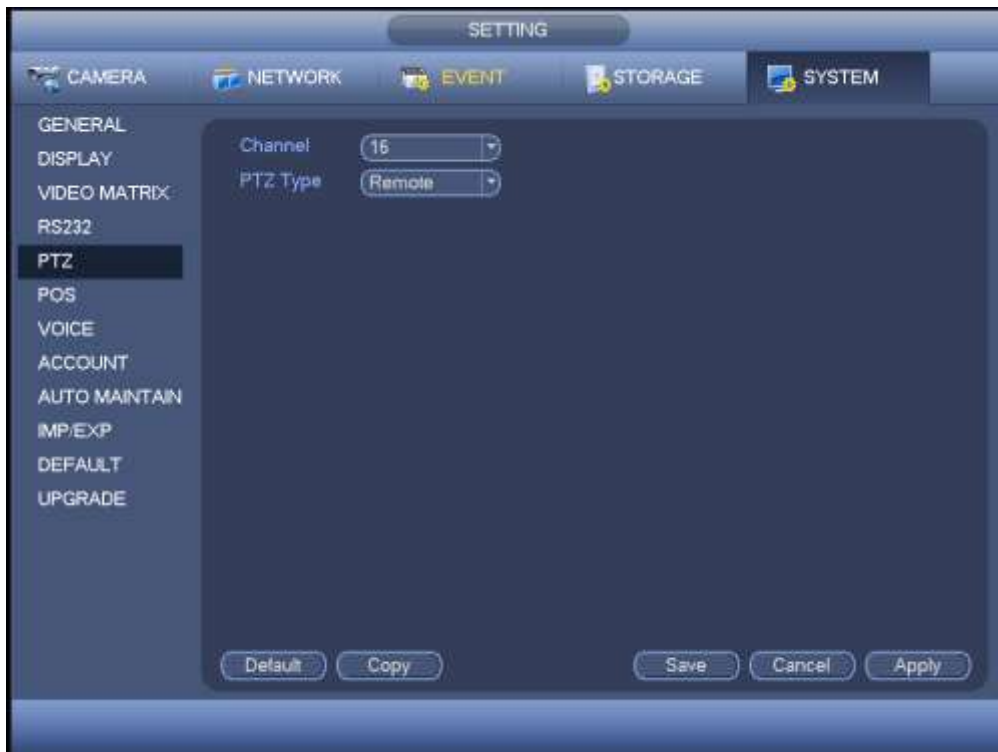 SETTING
CAMERA NETWORK EVENT STORAGE SYSTEM
GENERAL
DISPLAY
VIDEO MATRIX
RS232
PTZ
POS
VOICE
ACCOUNT
AUTO MAINTAIN
IMP/EXP
DEFAULT
UPGRADE
Channel 16
PTZ Type Remote
Default Copy Save Cancel Apply